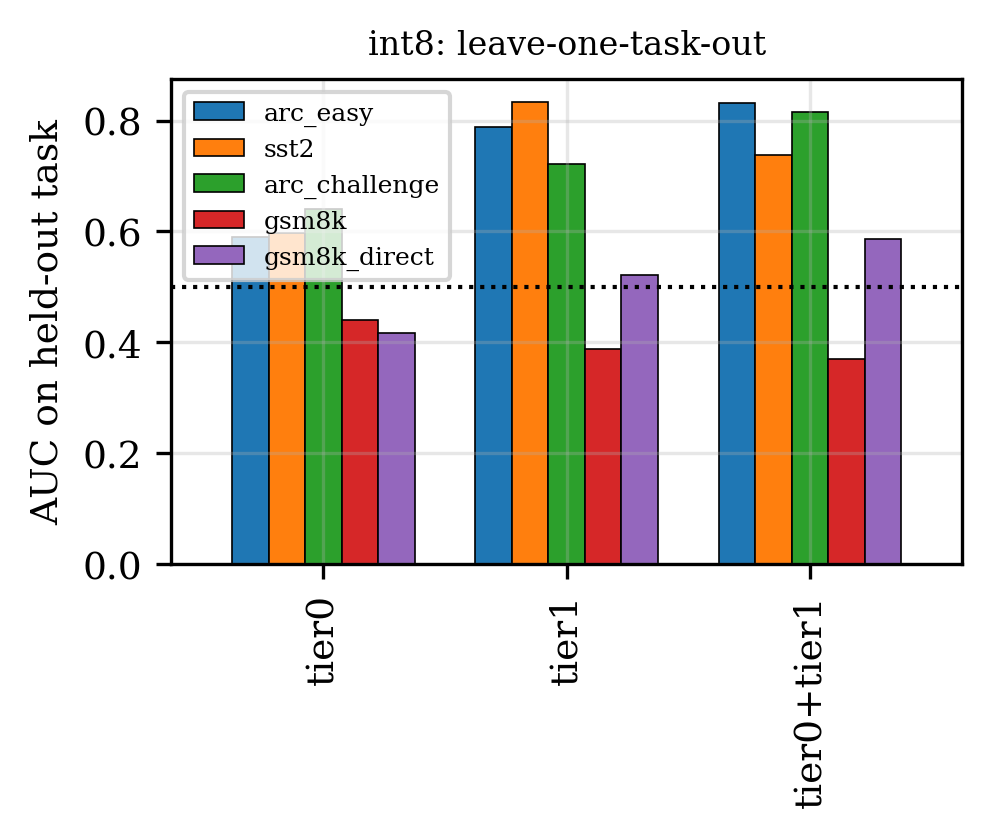 int8: leave-one-task-out
AUC on held-out task
0.8
0.6
0.4
0.2
0.0
arc_easy
sst2
arc_challenge
gsm8k
gsm8k_direct
tier0
tier1
tier0+tier1